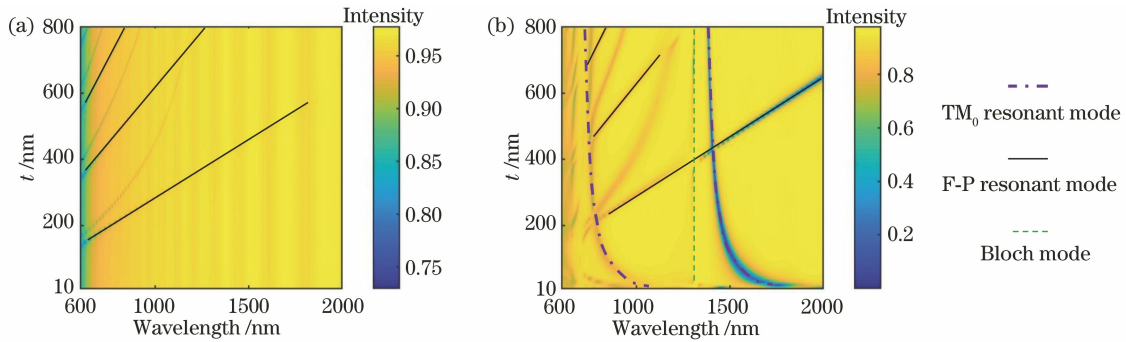 (a)
Intensity
800
600
400
200
10
t /nm
600
1000
1500
2000
Wavelength /nm
0.95
0.90
0.85
0.80
0.75
(b)
Intensity
800
600
400
200
10
t /nm
600
1000
1500
2000
Wavelength /nm
0.8
0.6
0.4
0.2
TM₀ resonant mode
F-P resonant mode
Bloch mode